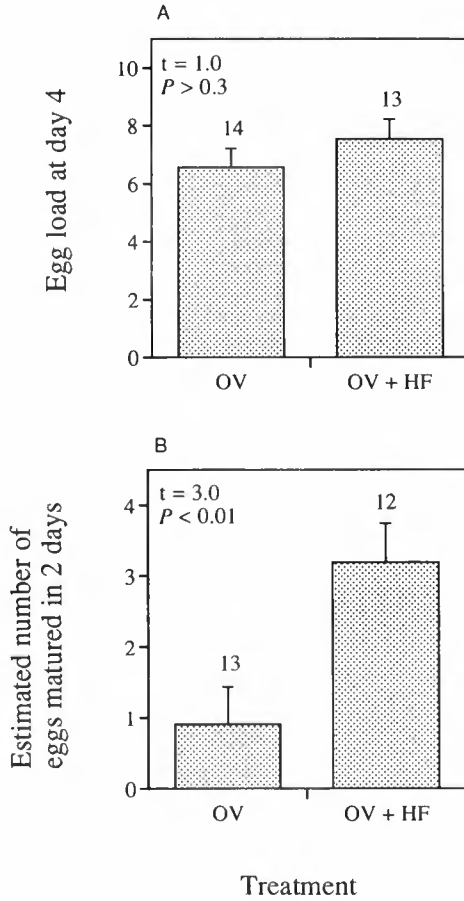 A
Egg load at day 4
t = 1.0
P > 0.3
10
8
6
4
2
0
14
13
OV
OV + HF
B
Estimated number of
eggs matured in 2 days
t = 3.0
P < 0.01
4
3
2
1
0
13
12
OV
OV + HF
Treatment